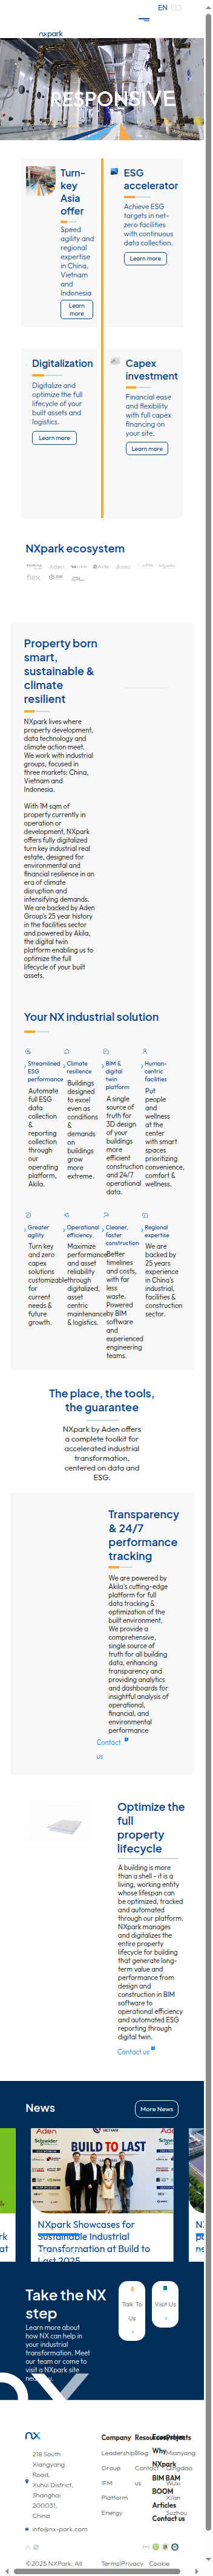 EN
nxpark
RESPONSIVE
Turn-
key
Asia
offer
Speed
agility and
regional
expertise
in China,
Vietnam
and
Indonesia
Learn
more
ESG
accelerator
Achieve ESG
targets in net-
zero facilities
with continuous
data collection.
Learn more
Digitalization
Digitalize and
optimize the full
lifecycle of your
built assets and
logistics.
Learn more
Capex
investment
Financial ease
and flexibility
with full capex
financing on
your site.
Learn more
NXpark ecosystem
Aden
flex
Property born
smart,
sustainable &
climate
resilient
NXpark lives where
property development,
data technology and
climate action meet.
We work with industrial
groups, focused in
three markets: China,
Vietnam and
Indonesia.
With 1M sqm of
property currently in
operation or
development, NXpark
offers fully digitalized
turn key industrial real
estate, designed for
environmental and
financial resilience in an
era of climate
disruption and
intensifying demands.
We are backed by Aden
Group's 25 year history
in the facilities sector
and powered by Akila,
the digital twin
platform enabling us to
optimize the full
lifecycle of your built
assets.
Your NX industrial solution
Streamlined
ESG
performance
Automate
full ESG
data
collection
&
reporting
collection
through
our
operating
platform,
Akila.
Climate
resilience
Buildings
designed
to excel
even as
conditions
&
demands
on
buildings
grow
more
extreme.
BIM &
digital
twin
platform
A single
source of
truth for
3D design
of your
buildings
more
efficient
construction
and 24/7
operational
data.
Human-
centric
facilities
Put
people
and
wellness
at the
center
with smart
spaces
prioritizing
convenience,
comfort &
wellness.
Greater
agility
Turn key
and zero
capex
solutions
customizable
for
current
needs &
future
growth.
Operational
efficiency
Maximize
performance
and asset
reliability
through
digitalized,
asset
centric
maintenance
& logistics.
Cleaner,
faster
construction
Better
timelines
and costs,
with far
less
waste.
Powered
by BIM
software
and
experienced
engineering
teams.
Regional
expertise
We are
backed by
25 years
experience
in China's
industrial,
facilities &
construction
sector.
The place, the tools,
the guarantee
NXpark by Aden offers
a complete toolkit for
accelerated industrial
transformation,
centered on data and
ESG.
Transparency
& 24/7
performance
tracking
We are powered by
Akila's cutting-edge
platform for full
data tracking &
optimization of the
built environment.
We provide a
comprehensive,
single source of
truth for all building
data, enhancing
transparency and
providing analytics
and dashboards for
insightful analysis of
operational,
financial, and
environmental
performance
Contact
us
Optimize the
full
property
lifecycle
A building is more
than a shell - it is a
living, working entity
whose lifespan can
be optimized, tracked
and automated
through our platform.
NXpark manages
and digitalizes the
entire property
lifecycle for building
that generate long-
term value and
performance from
design and
construction in BIM
software to
operational efficiency
and automated ESG
reporting through
digital twin.
Contact us
News
More News
Aden
Schneider
BUILD TO LAST
NXpark Showcases for
Sustainable Industrial
Transformation at Build to
Last 2025
Take the NX
step
Learn more about
how NX can help in
your industrial
transformation. Meet
our team or come to
visit a NXpark site
near you.
Talk To
Us
Visit Us
nx
218 South
Xiangyang
Road,
Xuhui District,
Shanghai
200031,
China
info@nx-park.com
Company
Leadership
Group
IFM
Platform
Energy
Resources
Blog
Contact
us
Projects
Mianyang
Qingdao
Wuxi
Xi'an
Suzhou
Why
NXpark
BIM BAM
BOOM
Articles
Contact us
©2025 NXPark. All
Terms|Privacy
Cookie